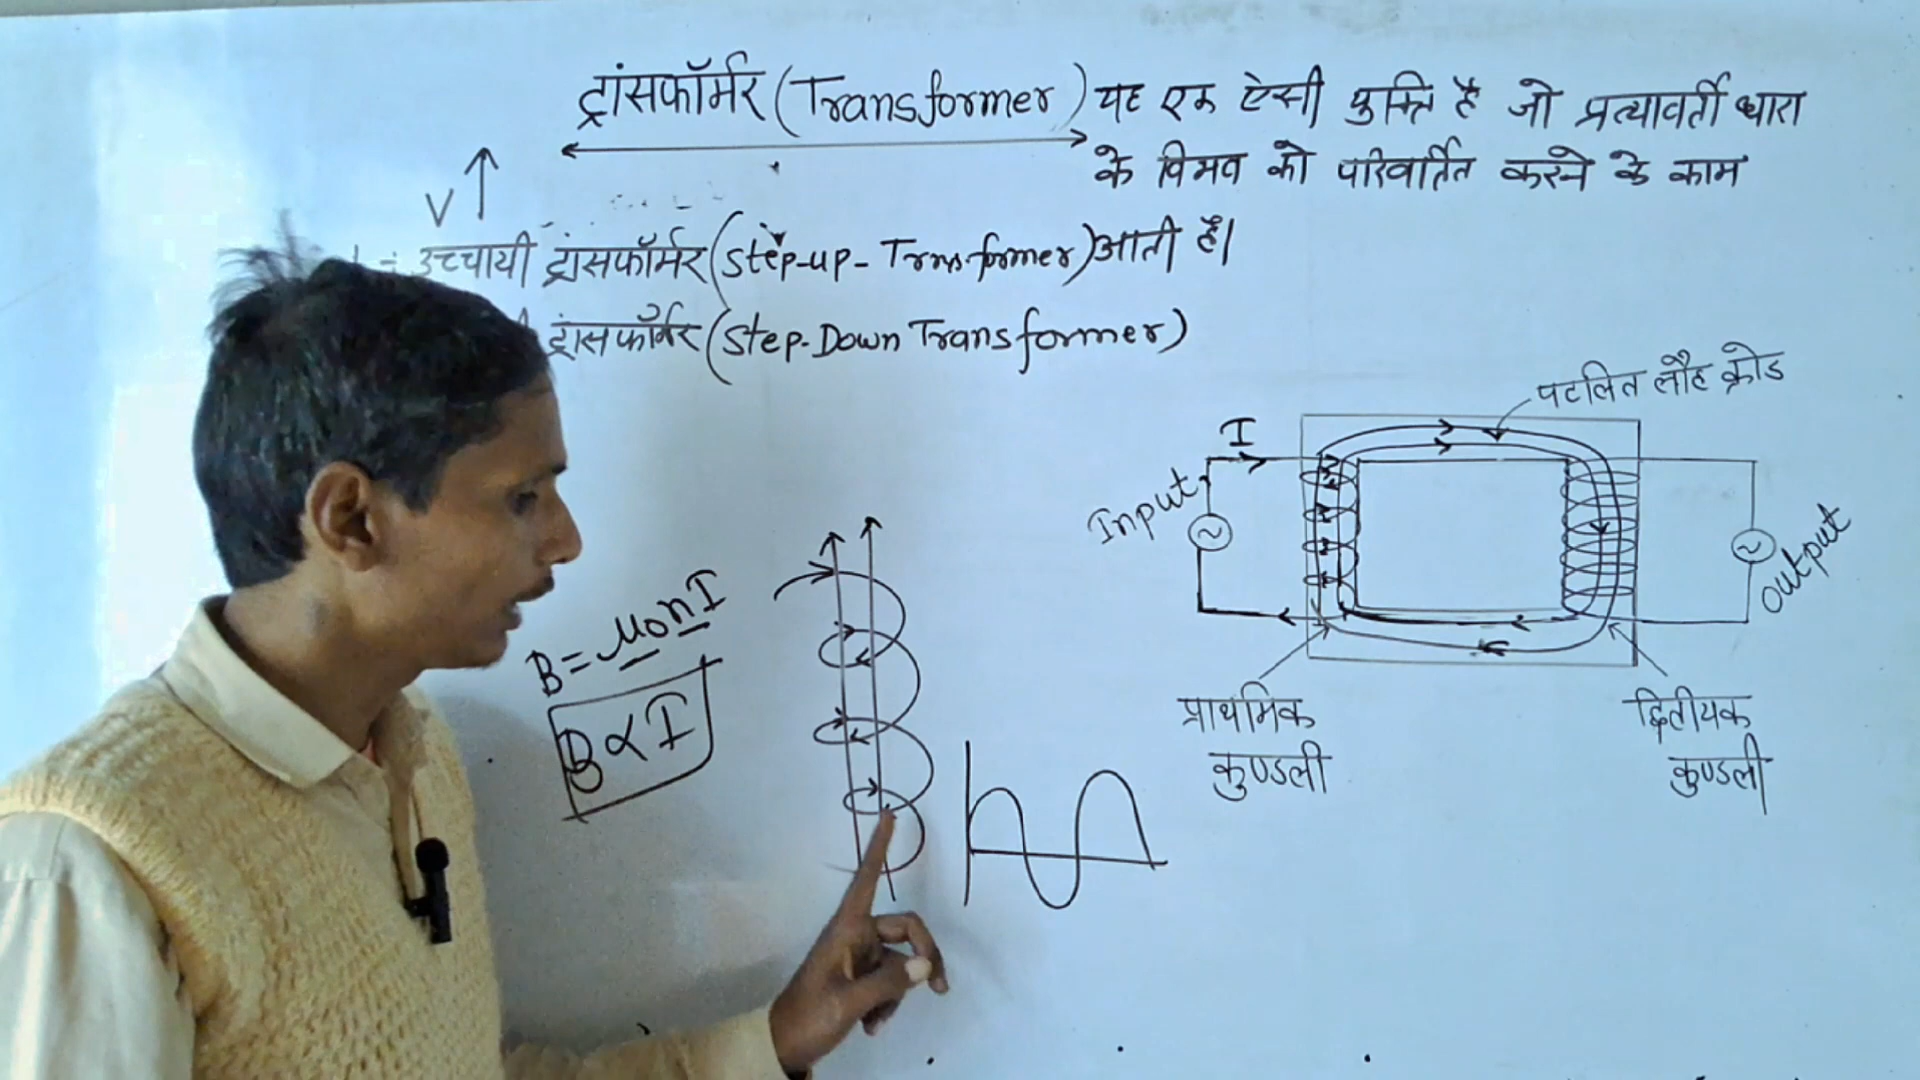 ट्रांसफॉर्मर (Transformer) यह एक ऐसी युक्ति है जो प्रत्यावर्ती धारा
के विभव को परिवर्तित करने के काम
V↑
उच्चायी ट्रांसफॉर्मर (Step-up-Transformer) आती है।
ट्रांसफॉर्मर (Step-Down Transformer)
पटलित लौह क्रोड
I
Input
output
B=μ₀nI
B∝I
प्राथमिक
कुण्डली
द्वितीयक
कुण्डली